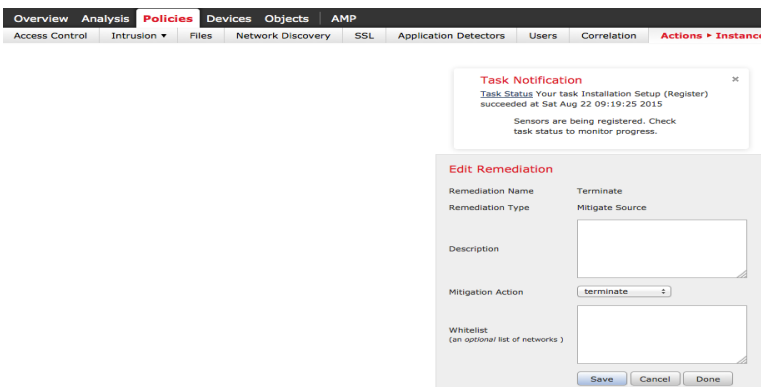 Overview Analysis Policies Devices Objects AMP
Access Control Intrusion ▼ Files Network Discovery SSL Application Detectors Users Correlation Actions ▸ Instance
Task Notification ×
Task Status Your task Installation Setup (Register)
succeeded at Sat Aug 22 09:19:25 2015
Sensors are being registered. Check
task status to monitor progress.
Edit Remediation
Remediation Name Terminate
Remediation Type Mitigate Source
Description
Mitigation Action terminate
Whitelist
(an optional list of networks )
Save Cancel Done